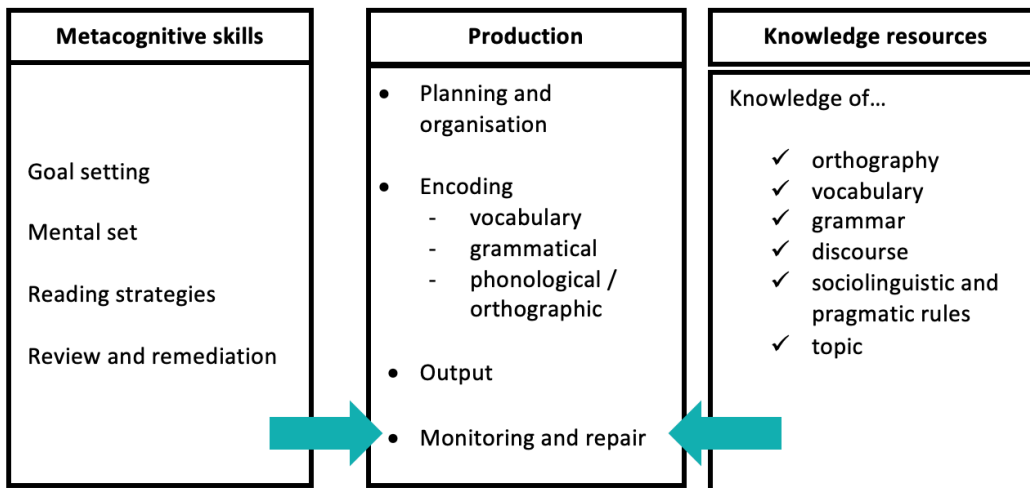 Metacognitive skills
Goal setting
Mental set
Reading strategies
Review and remediation
Production
• Planning and
organisation
• Encoding
- vocabulary
- grammatical
- phonological /
orthographic
• Output
• Monitoring and repair
Knowledge resources
Knowledge of...
✓ orthography
✓ vocabulary
✓ grammar
✓ discourse
✓ sociolinguistic and
pragmatic rules
✓ topic